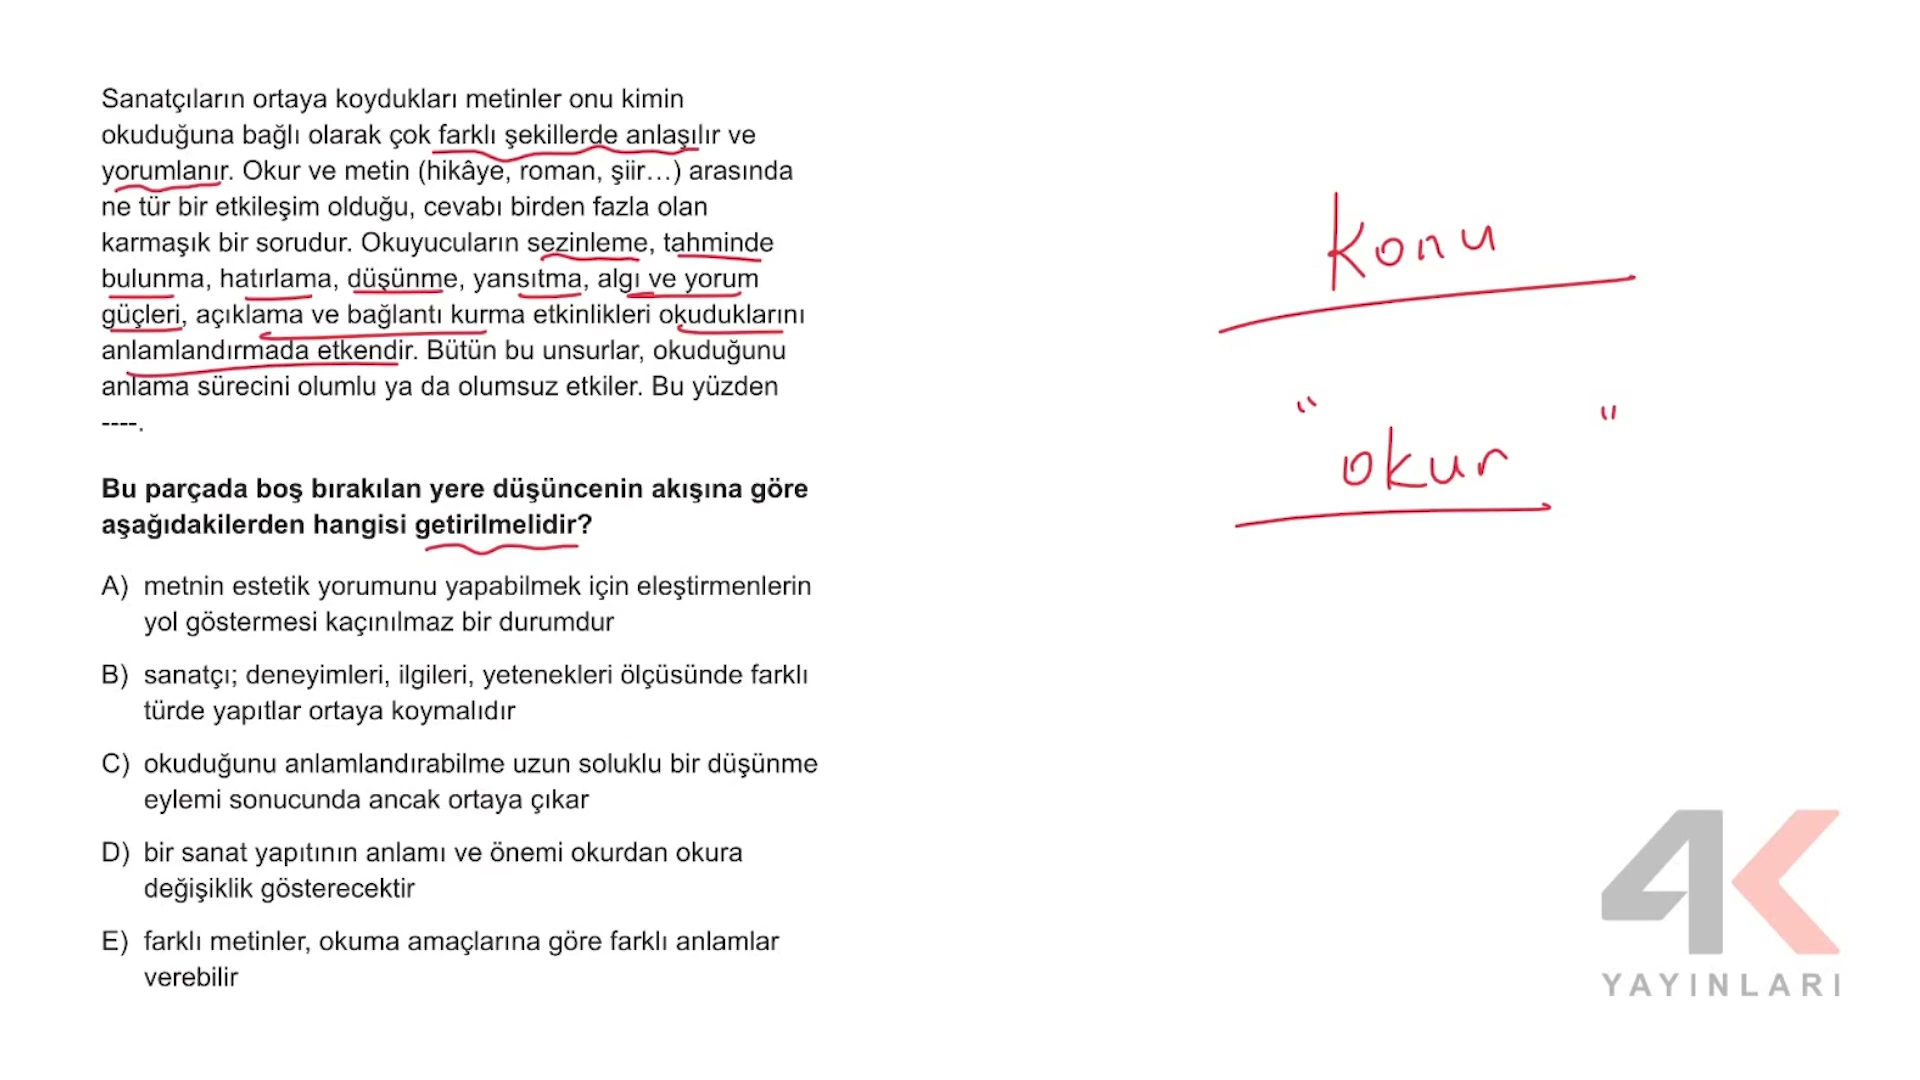 Sanatçıların ortaya koydukları metinler onu kimin
okuduğuna bağlı olarak çok farklı şekillerde anlaşılır ve
yorumlanır. Okur ve metin (hikâye, roman, şiir…) arasında
ne tür bir etkileşim olduğu, cevabı birden fazla olan
karmaşık bir sorudur. Okuyucuların sezinleme, tahminde
bulunma, hatırlama, düşünme, yansıtma, algı ve yorum
güçleri, açıklama ve bağlantı kurma etkinlikleri okuduklarını
anlamlandırmada etkendir. Bütün bu unsurlar, okuduğunu
anlama sürecini olumlu ya da olumsuz etkiler. Bu yüzden
----.
Bu parçada boş bırakılan yere düşüncenin akışına göre
aşağıdakilerden hangisi getirilmelidir?
A) metnin estetik yorumunu yapabilmek için eleştirmenlerin
yol göstermesi kaçınılmaz bir durumdur
B) sanatçı; deneyimleri, ilgileri, yetenekleri ölçüsünde farklı
türde yapıtlar ortaya koymalıdır
C) okuduğunu anlamlandırabilme uzun soluklu bir düşünme
eylemi sonucunda ancak ortaya çıkar
D) bir sanat yapıtının anlamı ve önemi okurdan okura
değişiklik gösterecektir
E) farklı metinler, okuma amaçlarına göre farklı anlamlar
verebilir
Konu
"okur"
4K
YAYINLARI